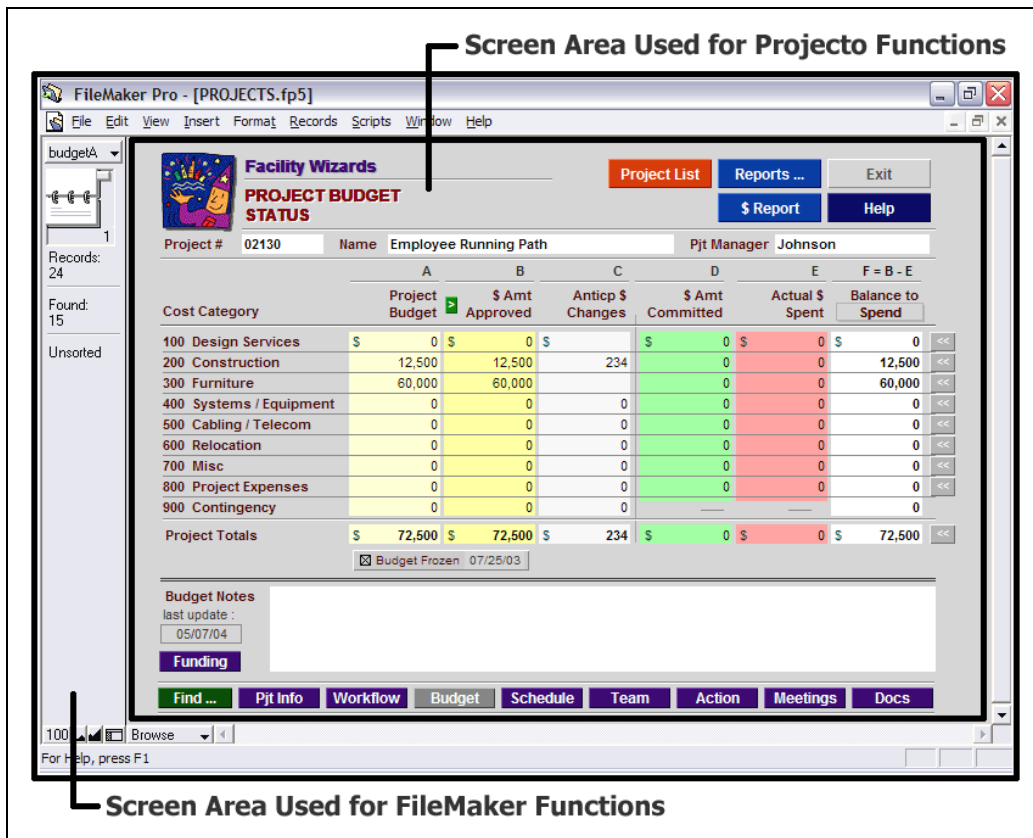 Screen Area Used for Projecto Functions
FileMaker Pro - [PROJECTS.fp5]
File Edit View Insert Format Records Scripts Window Help
budgetA
1
Records:
24
Found:
15
Unsorted
Facility Wizards
PROJECT BUDGET
STATUS
Project List Reports ... Exit
$ Report Help
Project # 02130 Name Employee Running Path Pjt Manager Johnson
A B C D E F = B - E
Cost Category Project Budget > $ Amt Approved Anticp $ Changes $ Amt Committed Actual $ Spent Balance to Spend
100 Design Services $ 0 $ 0 $ $ 0 $ 0 $ 0 <<
200 Construction 12,500 12,500 234 0 0 12,500 <<
300 Furniture 60,000 60,000 0 0 60,000 <<
400 Systems / Equipment 0 0 0 0 0 0 <<
500 Cabling / Telecom 0 0 0 0 0 0 <<
600 Relocation 0 0 0 0 0 0 <<
700 Misc 0 0 0 0 0 0 <<
800 Project Expenses 0 0 0 0 0 0 <<
900 Contingency 0 0 0 — — 0
Project Totals $ 72,500 $ 72,500 $ 234 $ 0 $ 0 $ 72,500 <<
Budget Frozen 07/25/03
Budget Notes
last update :
05/07/04
Funding
Find ... Pjt Info Workflow Budget Schedule Team Action Meetings Docs
100 Browse
For Help, press F1
Screen Area Used for FileMaker Functions